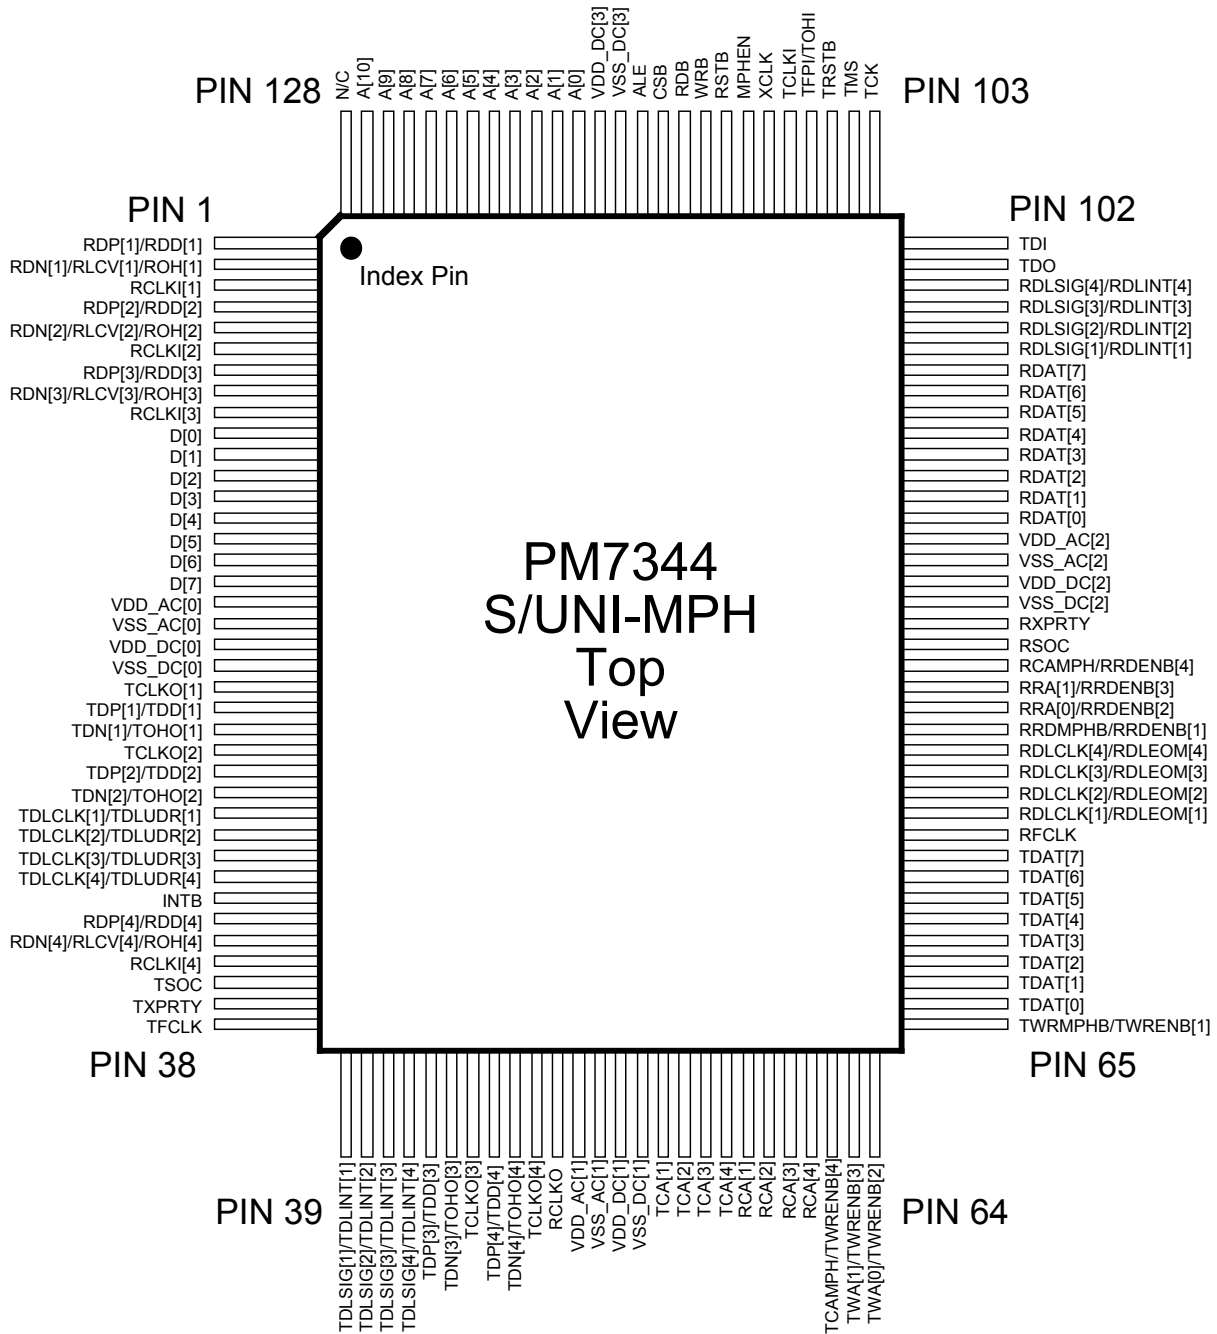 PIN 128
N/C
A[10]
A[9]
A[8]
A[7]
A[6]
A[5]
A[4]
A[3]
A[2]
A[1]
A[0]
VDD_DC[3]
VSS_DC[3]
ALE
CSB
RDB
WRB
RSTB
MPHEN
XCLK
TCLKI
TFPI/TOHI
TRSTB
TMS
TCK
PIN 103
PIN 1
RDP[1]/RDD[1]
RDN[1]/RLCV[1]/ROH[1]
RCLKI[1]
RDP[2]/RDD[2]
RDN[2]/RLCV[2]/ROH[2]
RCLKI[2]
RDP[3]/RDD[3]
RDN[3]/RLCV[3]/ROH[3]
RCLKI[3]
D[0]
D[1]
D[2]
D[3]
D[4]
D[5]
D[6]
D[7]
VDD_AC[0]
VSS_AC[0]
VDD_DC[0]
VSS_DC[0]
TCLKO[1]
TDP[1]/TDD[1]
TDN[1]/TOHO[1]
TCLKO[2]
TDP[2]/TDD[2]
TDN[2]/TOHO[2]
TDLCLK[1]/TDLUDR[1]
TDLCLK[2]/TDLUDR[2]
TDLCLK[3]/TDLUDR[3]
TDLCLK[4]/TDLUDR[4]
INTB
RDP[4]/RDD[4]
RDN[4]/RLCV[4]/ROH[4]
RCLKI[4]
TSOC
TXPRTY
TFCLK
PIN 38
Index Pin
PM7344
S/UNI-MPH
Top
View
PIN 102
TDI
TDO
RDLSIG[4]/RDLINT[4]
RDLSIG[3]/RDLINT[3]
RDLSIG[2]/RDLINT[2]
RDLSIG[1]/RDLINT[1]
RDAT[7]
RDAT[6]
RDAT[5]
RDAT[4]
RDAT[3]
RDAT[2]
RDAT[1]
RDAT[0]
VDD_AC[2]
VSS_AC[2]
VDD_DC[2]
VSS_DC[2]
RXPRTY
RSOC
RCAMPH/RRDENB[4]
RRA[1]/RRDENB[3]
RRA[0]/RRDENB[2]
RRDMPHB/RRDENB[1]
RDLCLK[4]/RDLEOM[4]
RDLCLK[3]/RDLEOM[3]
RDLCLK[2]/RDLEOM[2]
RDLCLK[1]/RDLEOM[1]
RFCLK
TDAT[7]
TDAT[6]
TDAT[5]
TDAT[4]
TDAT[3]
TDAT[2]
TDAT[1]
TDAT[0]
TWRMPHB/TWRENB[1]
PIN 65
PIN 39
TDLSIG[1]/TDLINT[1]
TDLSIG[2]/TDLINT[2]
TDLSIG[3]/TDLINT[3]
TDLSIG[4]/TDLINT[4]
TDP[3]/TDD[3]
TDN[3]/TOHO[3]
TCLKO[3]
TDP[4]/TDD[4]
TDN[4]/TOHO[4]
TCLKO[4]
RCLKO
VDD_AC[1]
VSS_AC[1]
VDD_DC[1]
VSS_DC[1]
TCA[1]
TCA[2]
TCA[3]
TCA[4]
RCA[1]
RCA[2]
RCA[3]
RCA[4]
TCAMPH/TWRENB[4]
TWA[1]/TWRENB[3]
TWA[0]/TWRENB[2]
PIN 64